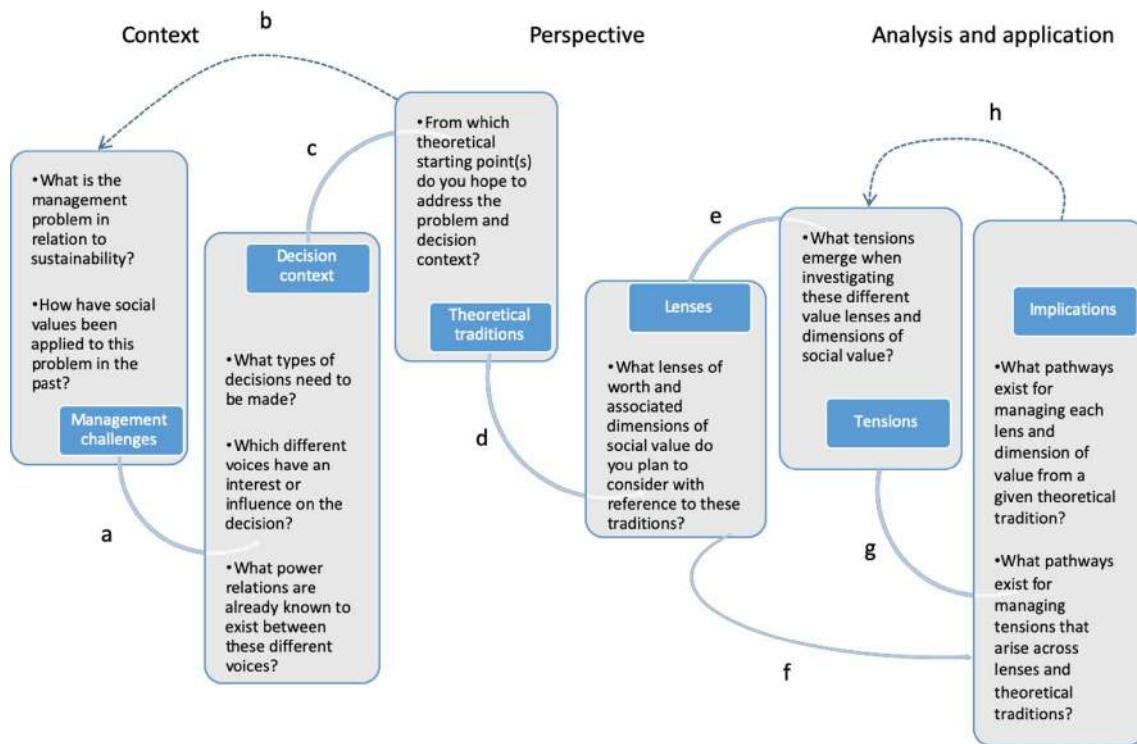 Context
b
Perspective
Analysis and application
•What is the
management
problem in
relation to
sustainability?
•How have social
values been
applied to this
problem in the
past?
Management
challenges
a
Decision
context
•What types of
decisions need to
be made?
•Which different
voices have an
interest or
influence on the
decision?
•What power
relations are
already known to
exist between
these different
voices?
c
•From which
theoretical
starting point(s)
do you hope to
address the
problem and
decision
context?
Theoretical
traditions
d
Lenses
•What lenses of
worth and
associated
dimensions of
social value do
you plan to
consider with
reference to these
traditions?
e
f
•What tensions
emerge when
investigating
these different
value lenses and
dimensions of
social value?
Tensions
g
h
Implications
•What pathways
exist for
managing each
lens and
dimension of
value from a
given theoretical
tradition?
•What pathways
exist for
managing
tensions that
arise across
lenses and
theoretical
traditions?